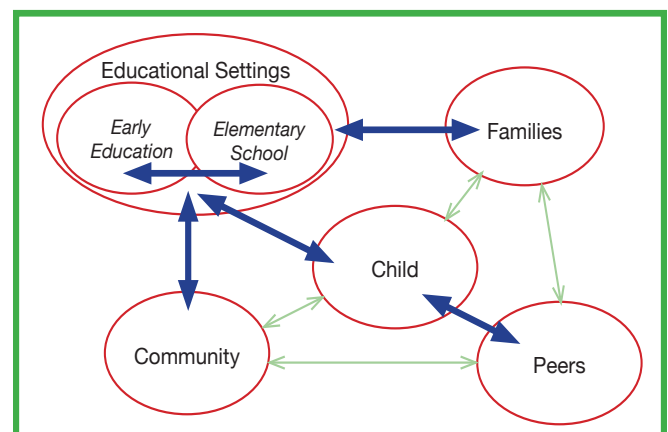 Educational Settings
Early
Education
Elementary
School
Families
Child
Community
Peers